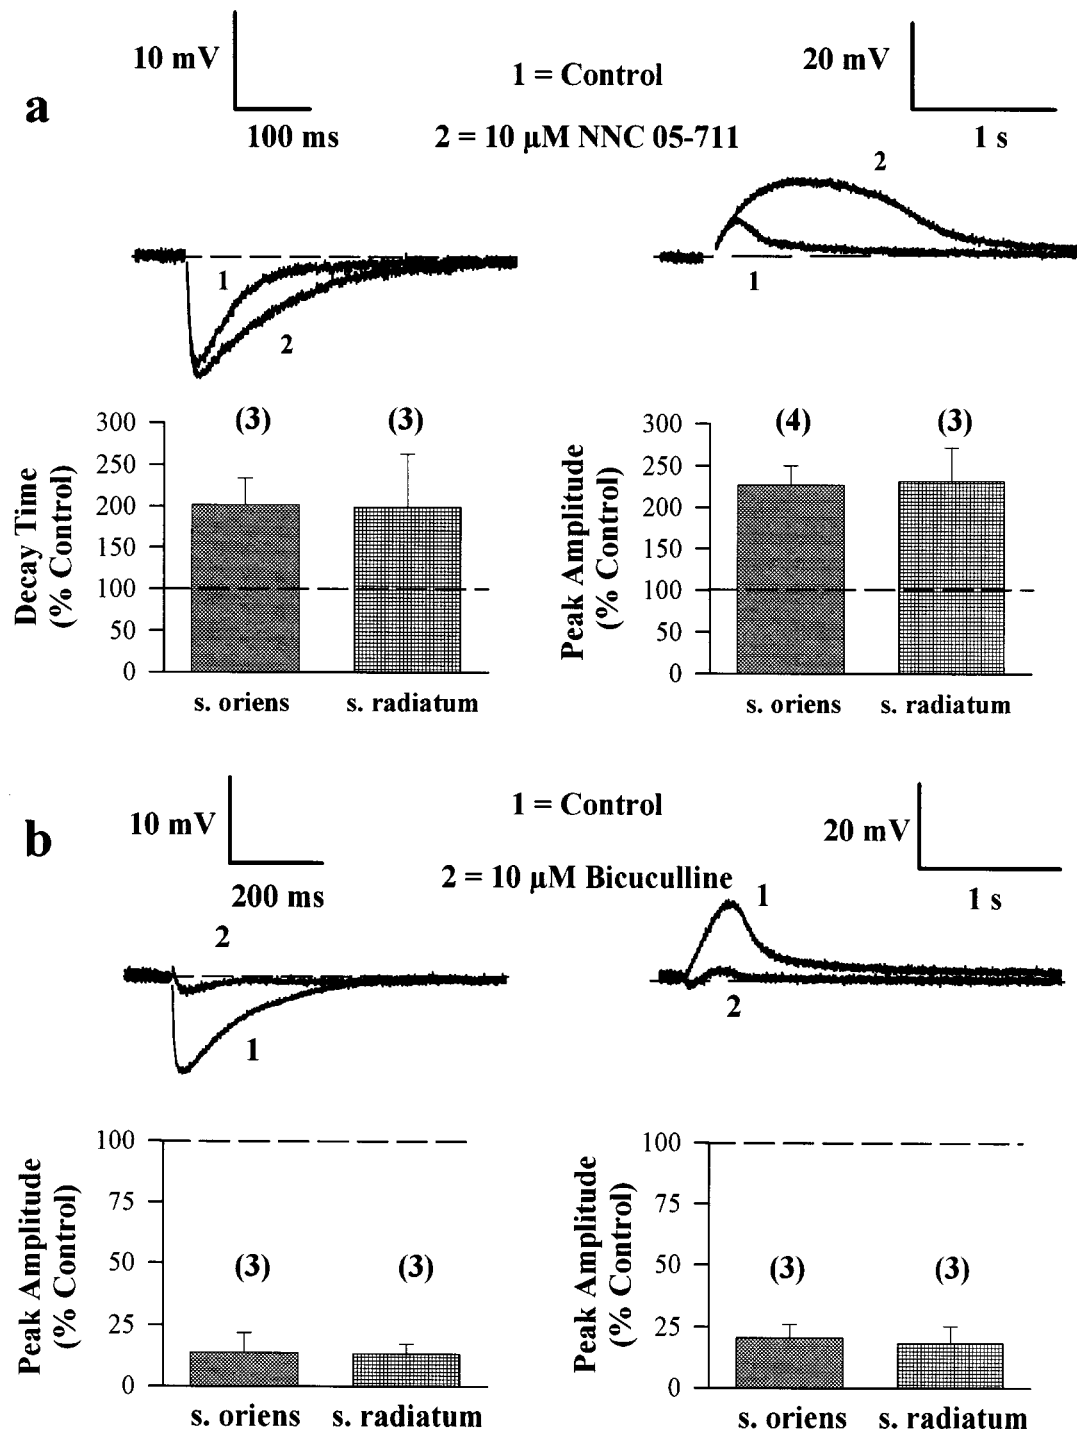 a
10 mV
100 ms
1 = Control
2 = 10 µM NNC 05-711
20 mV
1 s
1
2
2
1
Decay Time
(% Control)
300
250
200
150
100
50
0
(3)
(3)
s. oriens
s. radiatum
Peak Amplitude
(% Control)
300
250
200
150
100
50
0
(4)
(3)
s. oriens
s. radiatum
b
10 mV
200 ms
1 = Control
2 = 10 µM Bicuculline
20 mV
1 s
2
1
1
2
Peak Amplitude
(% Control)
100
75
50
25
0
(3)
(3)
s. oriens
s. radiatum
Peak Amplitude
(% Control)
100
75
50
25
0
(3)
(3)
s. oriens
s. radiatum